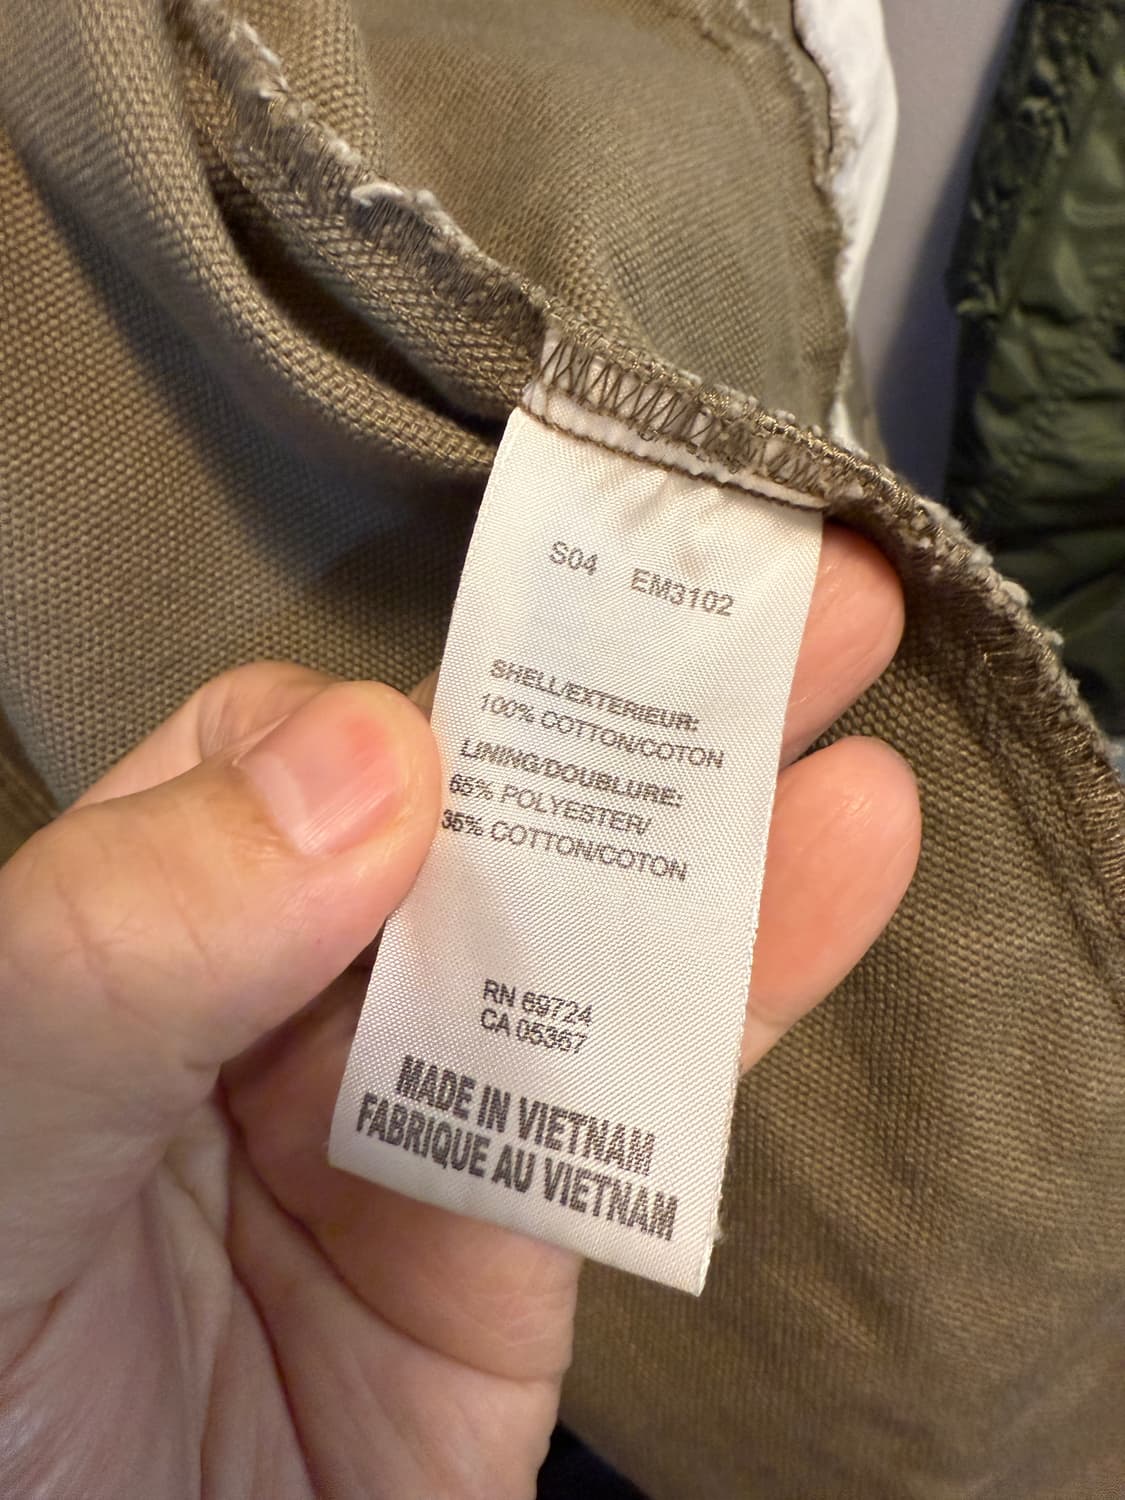 S04 EM3102
SHELL/EXTERIEUR:
100% COTTON/COTON
LINING/DOUBLURE:
65% POLYESTER/
35% COTTON/COTON
RN 69724
CA 05367
MADE IN VIETNAM
FABRIQUE AU VIETNAM